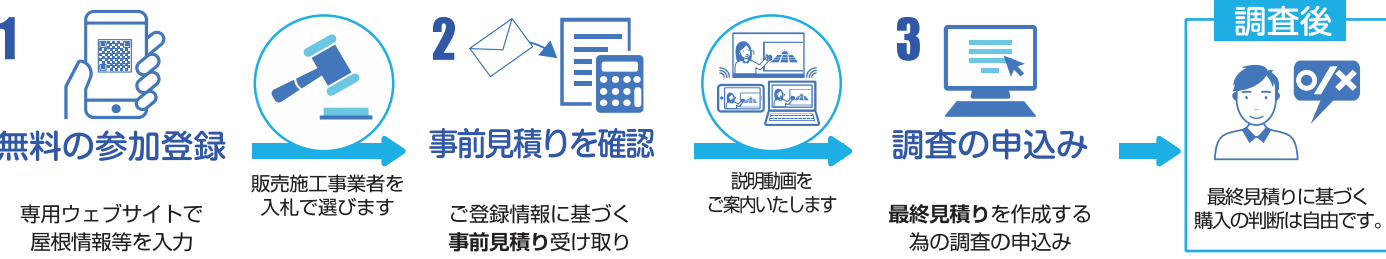 1
無料の参加登録
専用ウェブサイトで
屋根情報等を入力
販売施工事業者を
入札で選びます
2
事前見積りを確認
ご登録情報に基づく
事前見積り受け取り
説明動画を
ご案内いたします
3
調査の申込み
最終見積りを作成する
為の調査の申込み
調査後
○/×
最終見積りに基づく
購入の判断は自由です。